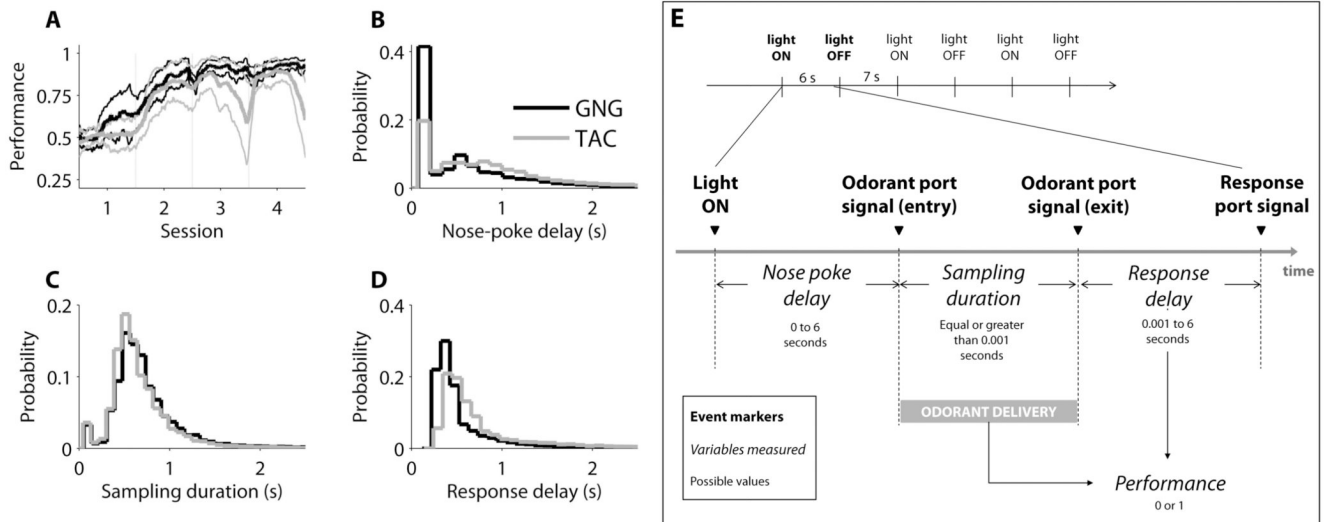 A
Performance
1
0.75
0.5
0.25
1 2 3 4
Session
B
Probability
0.4
0.2
0
0 1 2
Nose-poke delay (s)
GNG
TAC
C
Probability
0.2
0.1
0
0 1 2
Sampling duration (s)
D
Probability
0.4
0.2
0
0 1 2
Response delay (s)
E
light
ON
light
OFF
light
ON
light
OFF
light
ON
light
OFF
6 s
7 s
Light
ON
Odorant port
signal (entry)
Odorant port
signal (exit)
Response
port signal
time
Nose poke
delay
0 to 6
seconds
Sampling
duration
Equal or greater
than 0.001
seconds
Response
delay
0.001 to 6
seconds
ODORANT DELIVERY
Event markers
Variables measured
Possible values
Performance
0 or 1